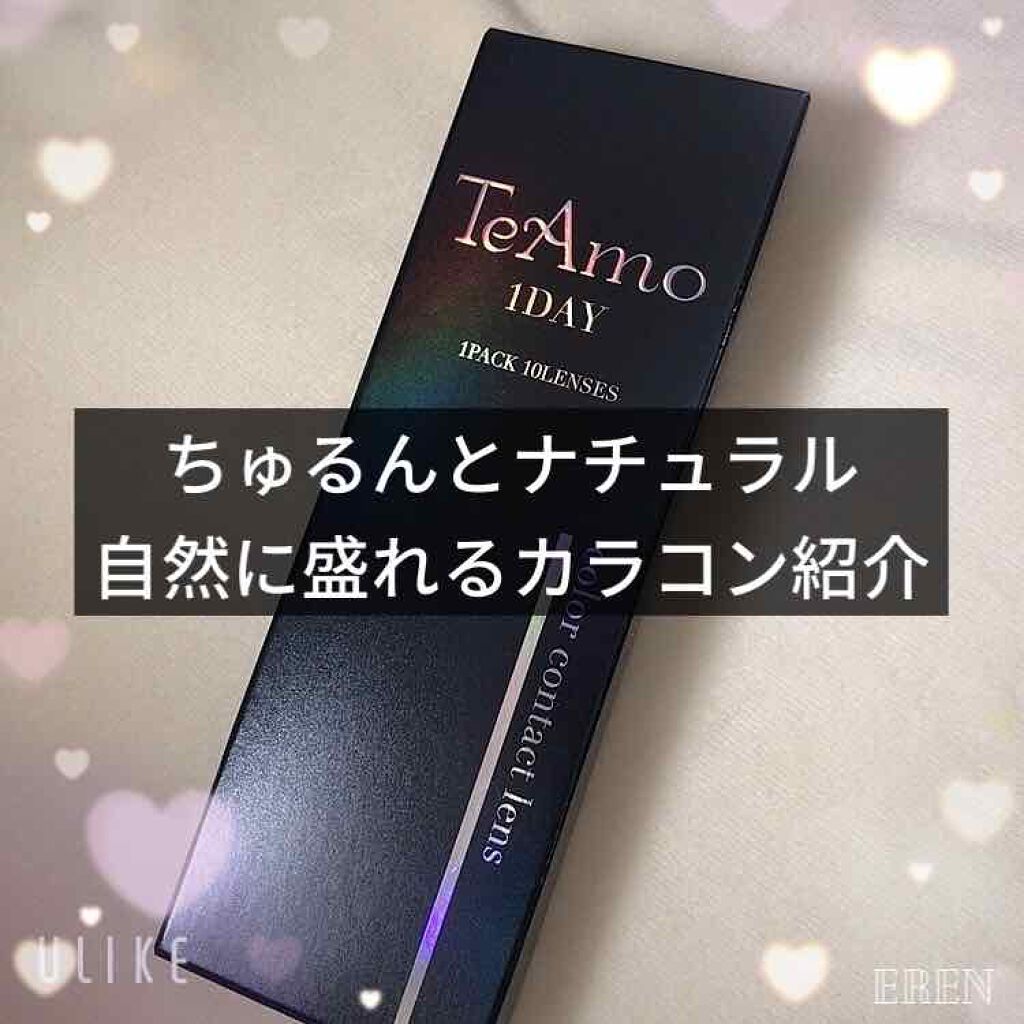 TeAmo
1DAY
1PACK 10LENSES
ちゅるんとナチュラル
自然に盛れるカラコン紹介
color contact lens
ULIKE
EREN